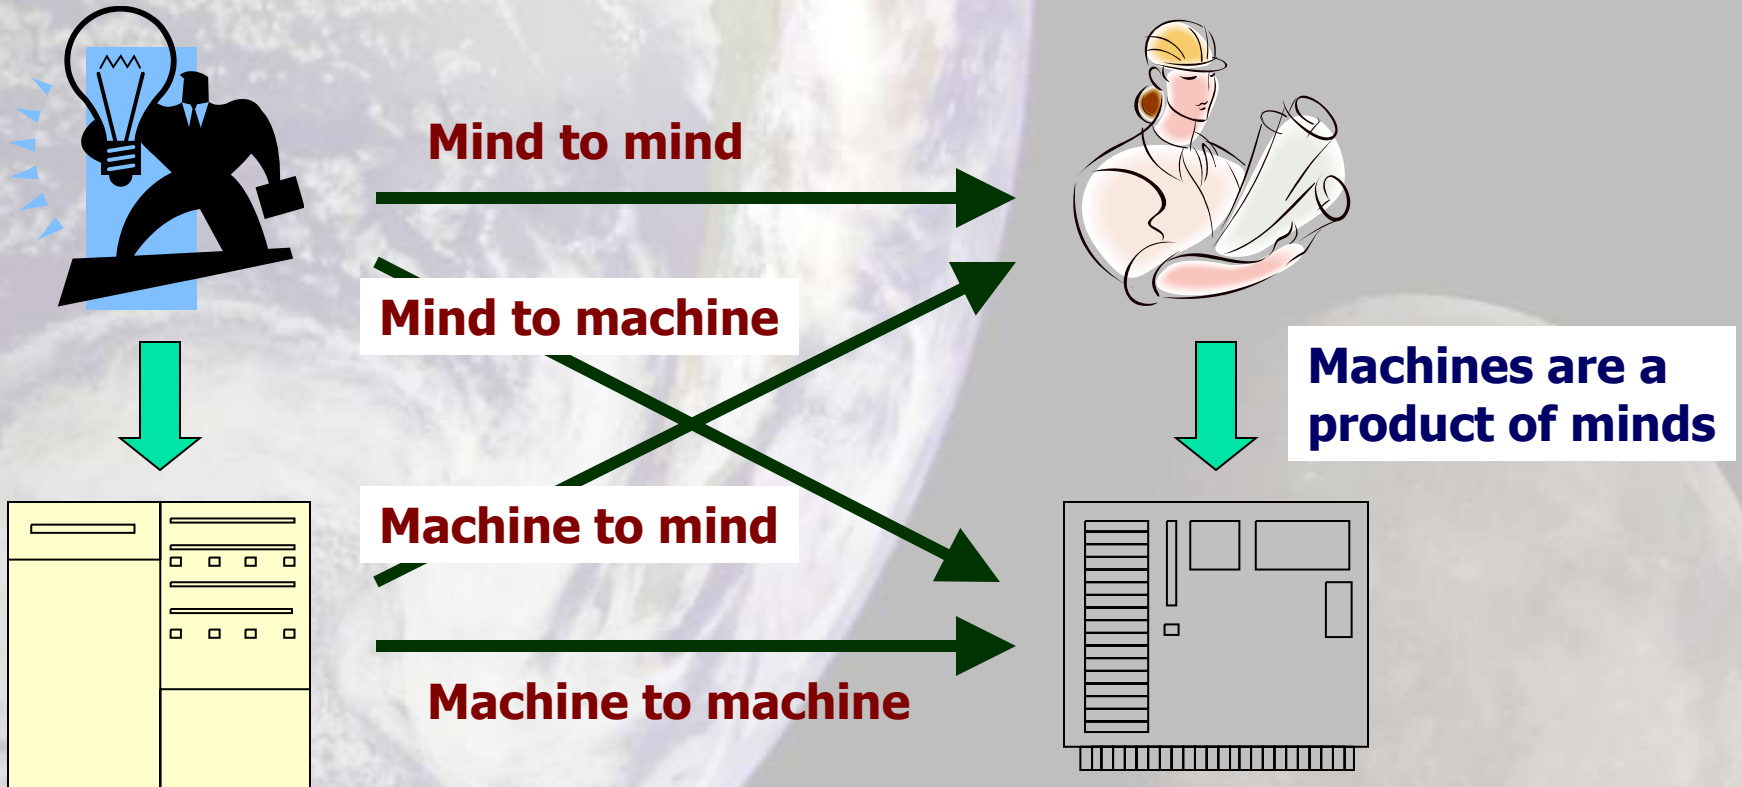 Mind to mind
Mind to machine
Machines are a
product of minds
Machine to mind
Machine to machine